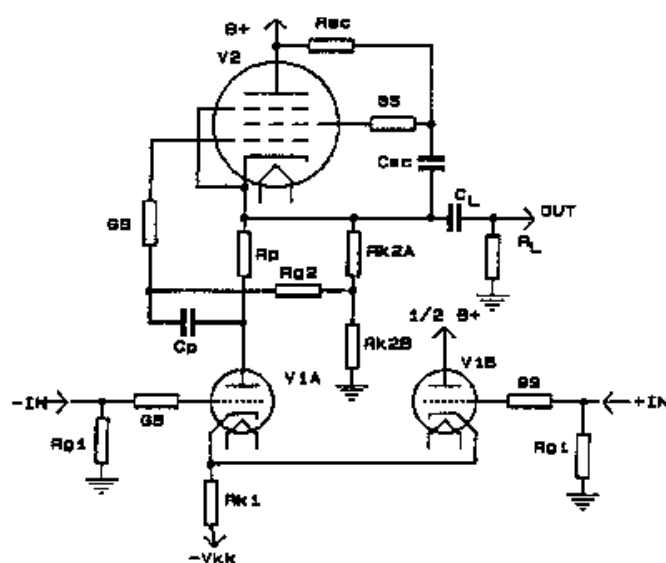 B+
Rsc
V2
GS
Csc
CL
OUT
GS
Rp
Rk2A
RL
Rg2
1/2 B+
Cp
Rk2B
V1A
V1B
-IN
GS
GS
+IN
Rg1
Rg1
Rk1
-Vkk